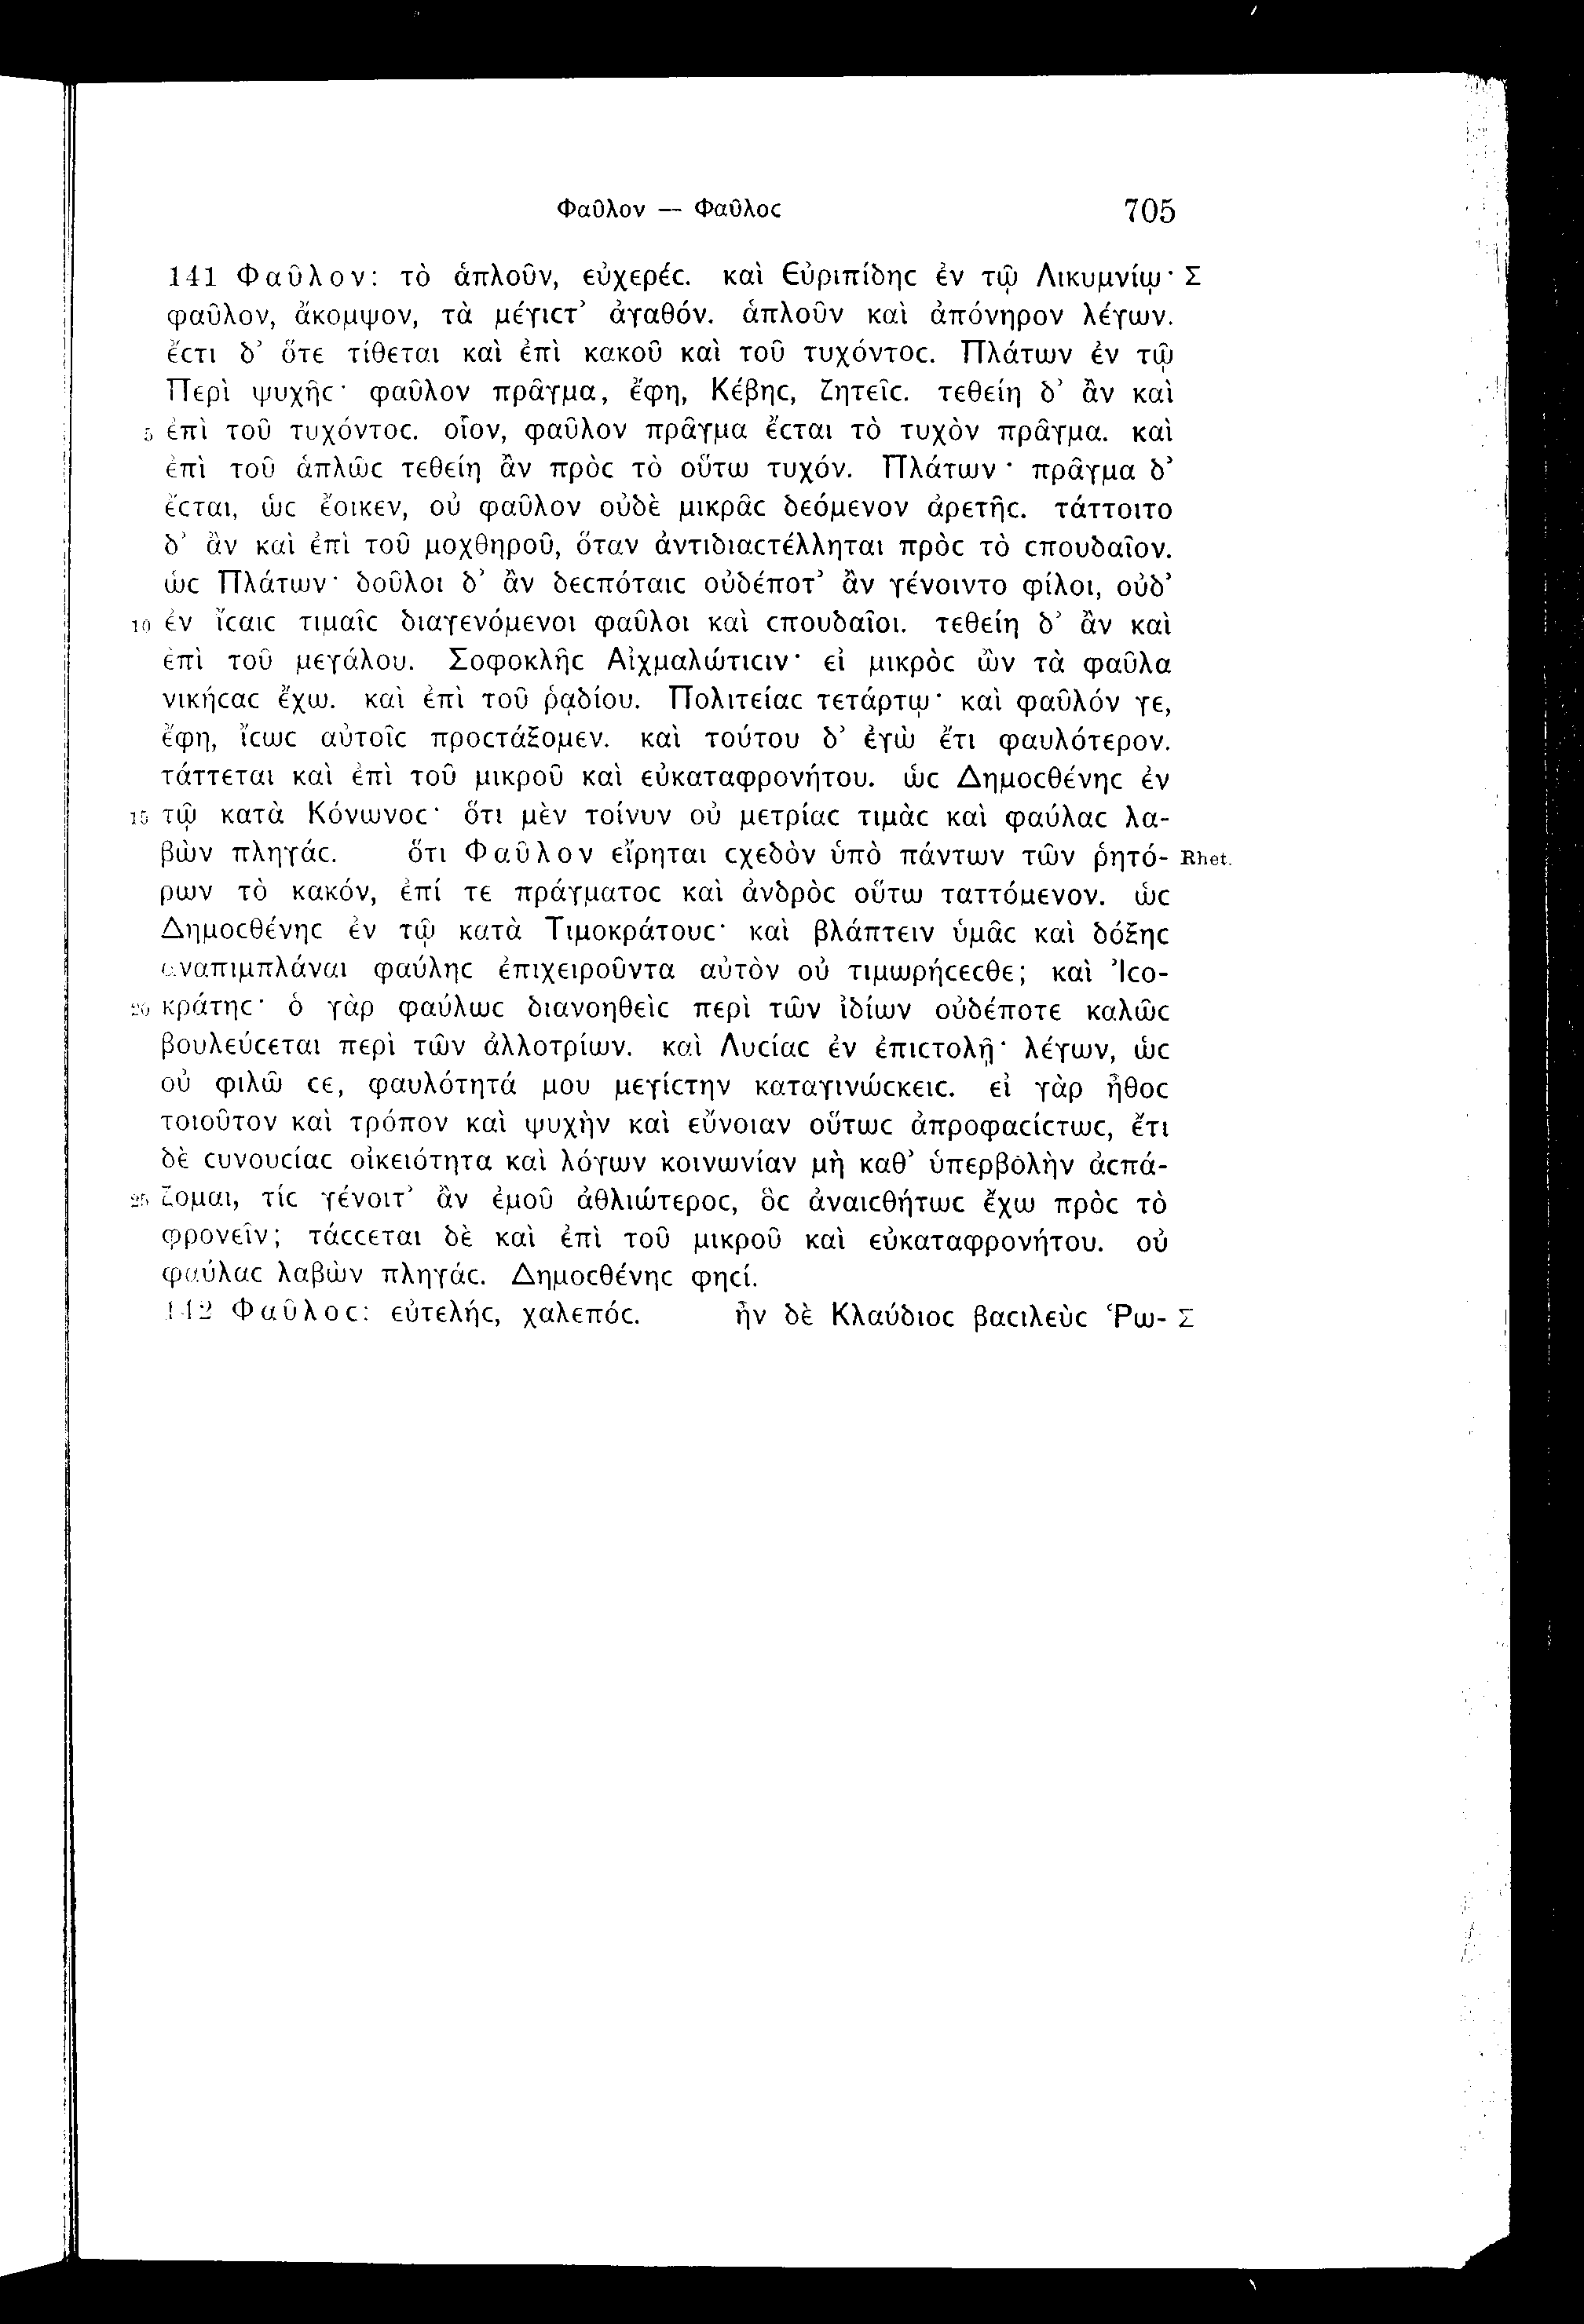 Φαῦλον — Φαῦλοϲ 705
141 Φαῦλον: τὸ ἁπλοῦν, εὐχερέϲ. καὶ Εὐριπίδηϲ ἐν τῷ Λικυμνίῳ· Σ
φαῦλον, ἄκομψον, τὰ μέγιϲτ’ ἀγαθόν. ἁπλοῦν καὶ ἀπόνηρον λέγων.
ἔϲτι δ’ ὅτε τίθεται καὶ ἐπὶ κακοῦ καὶ τοῦ τυχόντοϲ. Πλάτων ἐν τῷ
Περὶ ψυχῆϲ· φαῦλον πρᾶγμα, ἔφη, Κέβηϲ, ζητεῖϲ. τεθείη δ’ ἂν καὶ
5 ἐπὶ τοῦ τυχόντοϲ. οἷον, φαῦλον πρᾶγμα ἔϲται τὸ τυχὸν πρᾶγμα. καὶ
ἐπὶ τοῦ ἁπλῶϲ τεθείη ἂν πρὸϲ τὸ οὕτω τυχόν. Πλάτων· πρᾶγμα δ’
ἔϲται, ὡϲ ἔοικεν, οὐ φαῦλον οὐδὲ μικρᾶϲ δεόμενον ἀρετῆϲ. τάττοιτο
δ’ ἂν καὶ ἐπὶ τοῦ μοχθηροῦ, ὅταν ἀντιδιαϲτέλληται πρὸϲ τὸ ϲπουδαῖον.
ὡϲ Πλάτων· δοῦλοι δ’ ἂν δεϲπόταιϲ οὐδέποτ’ ἂν γένοιντο φίλοι, οὐδ’
10 ἐν ἴϲαιϲ τιμαῖϲ διαγενόμενοι φαῦλοι καὶ ϲπουδαῖοι. τεθείη δ’ ἂν καὶ
ἐπὶ τοῦ μεγάλου. Σοφοκλῆϲ Αἰχμαλώτιϲιν· εἰ μικρὸϲ ὢν τὰ φαῦλα
νικήϲαϲ ἔχω. καὶ ἐπὶ τοῦ ῥᾳδίου. Πολιτείαϲ τετάρτῳ· καὶ φαῦλόν γε,
ἔφη, ἴϲωϲ αὐτοῖϲ προϲτάξομεν. καὶ τούτου δ’ ἐγὼ ἔτι φαυλότερον.
τάττεται καὶ ἐπὶ τοῦ μικροῦ καὶ εὐκαταφρονήτου. ὡϲ Δημοϲθένηϲ ἐν
15 τῷ κατὰ Κόνωνοϲ· ὅτι μὲν τοίνυν οὐ μετρίαϲ τιμὰϲ καὶ φαύλαϲ λα-
βὼν πληγάϲ. ὅτι Φαῦλον εἴρηται ϲχεδὸν ὑπὸ πάντων τῶν ῥητό- Rhet.
ρων τὸ κακόν, ἐπί τε πράγματοϲ καὶ ἀνδρὸϲ οὕτω ταττόμενον. ὡϲ
Δημοϲθένηϲ ἐν τῷ κατὰ Τιμοκράτουϲ· καὶ βλάπτειν ὑμᾶϲ καὶ δόξηϲ
ἀναπιμπλάναι φαύληϲ ἐπιχειροῦντα αὐτὸν οὐ τιμωρήϲεϲθε; καὶ Ἰϲο-
20 κράτηϲ· ὁ γὰρ φαύλωϲ διανοηθεὶϲ περὶ τῶν ἰδίων οὐδέποτε καλῶϲ
βουλεύϲεται περὶ τῶν ἀλλοτρίων. καὶ Λυϲίαϲ ἐν ἐπιϲτολῇ· λέγων, ὡϲ
οὐ φιλῶ ϲε, φαυλότητά μου μεγίϲτην καταγινώϲκειϲ. εἰ γὰρ ἦθοϲ
τοιοῦτον καὶ τρόπον καὶ ψυχὴν καὶ εὔνοιαν οὕτωϲ ἀπροφαϲίϲτωϲ, ἔτι
δὲ ϲυνουϲίαϲ οἰκειότητα καὶ λόγων κοινωνίαν μὴ καθ’ ὑπερβολὴν ἀϲπά-
25 ζομαι, τίϲ γένοιτ’ ἂν ἐμοῦ ἀθλιώτεροϲ, ὃϲ ἀναιϲθήτωϲ ἔχω πρὸϲ τὸ
φρονεῖν; τάϲϲεται δὲ καὶ ἐπὶ τοῦ μικροῦ καὶ εὐκαταφρονήτου. οὐ
φαύλαϲ λαβὼν πληγάϲ. Δημοϲθένηϲ φηϲί.
142 Φαῦλοϲ: εὐτελήϲ, χαλεπόϲ. ἦν δὲ Κλαύδιοϲ βαϲιλεὺϲ Ῥω- Σ